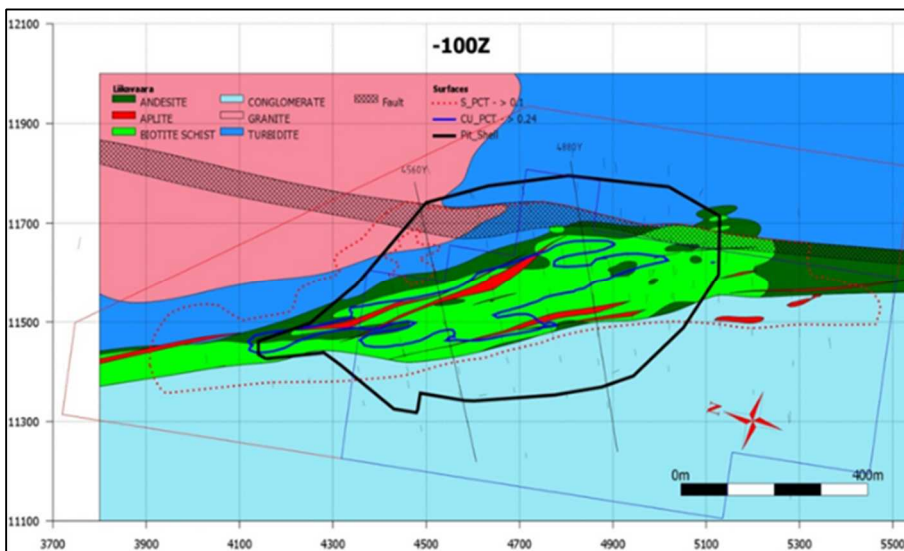 12100
-100Z
11900
Liikavaara
ANDESITE
APLITE
BIOTITE SCHEST
CONGLOMERATE
GRANITE
TURBIDITE
Fault
Surfaces
S_PCT - > 0.1
CU_PCT - > 0.24
Pit_Shell
4560Y
4880Y
11700
11500
11300
N
0m 400m
11100
3700 3900 4100 4300 4500 4700 4900 5100 5300 5500